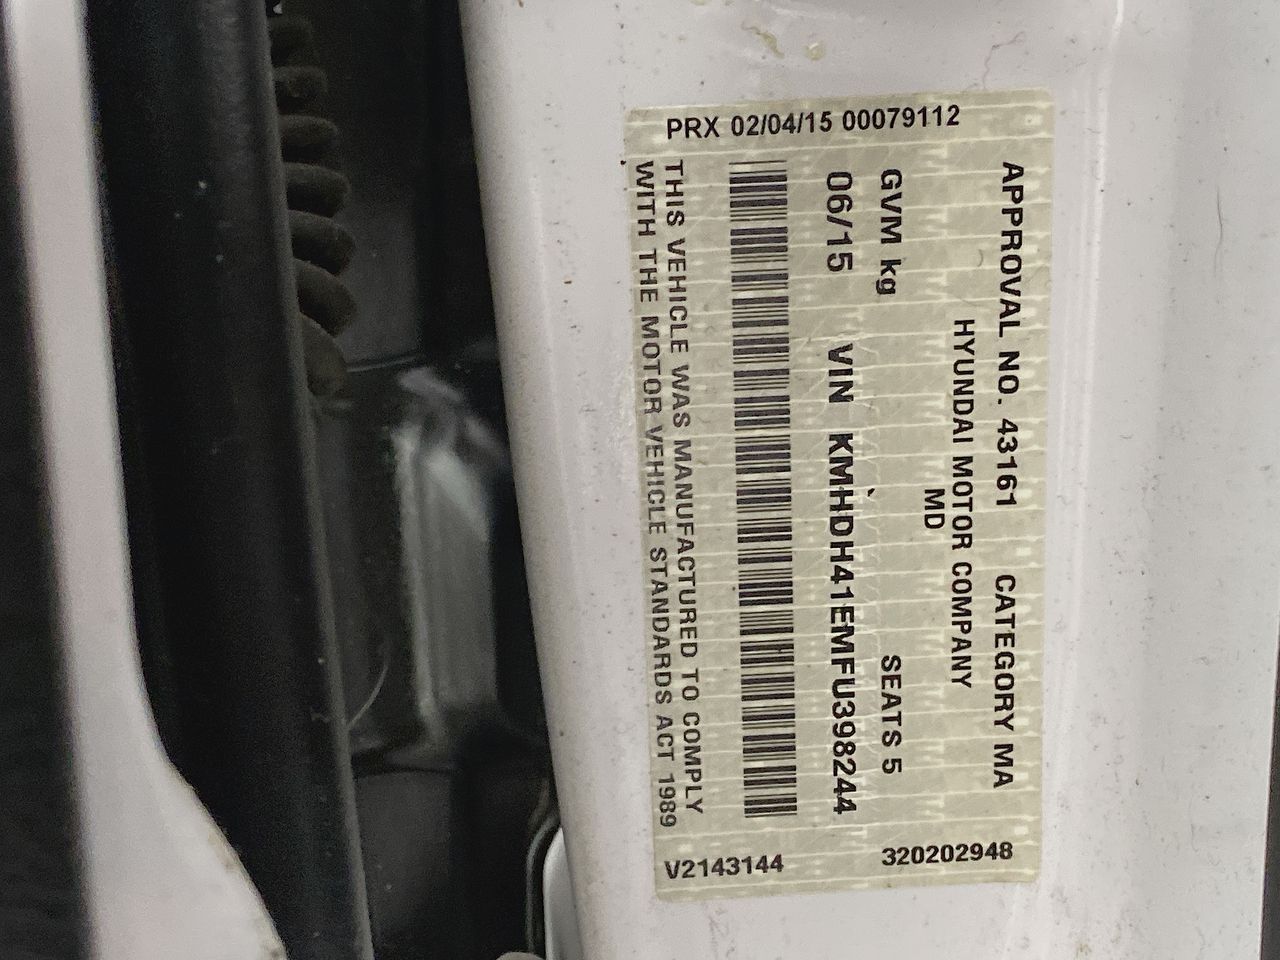 PRX 02/04/15 00079112
APPROVAL NO. 43161 CATEGORY MA
HYUNDAI MOTOR COMPANY
MD
GVM kg SEATS 5
06/15 VIN KMHDH41EMFU398244
THIS VEHICLE WAS MANUFACTURED TO COMPLY
WITH THE MOTOR VEHICLE STANDARDS ACT 1989
V2143144 320202948